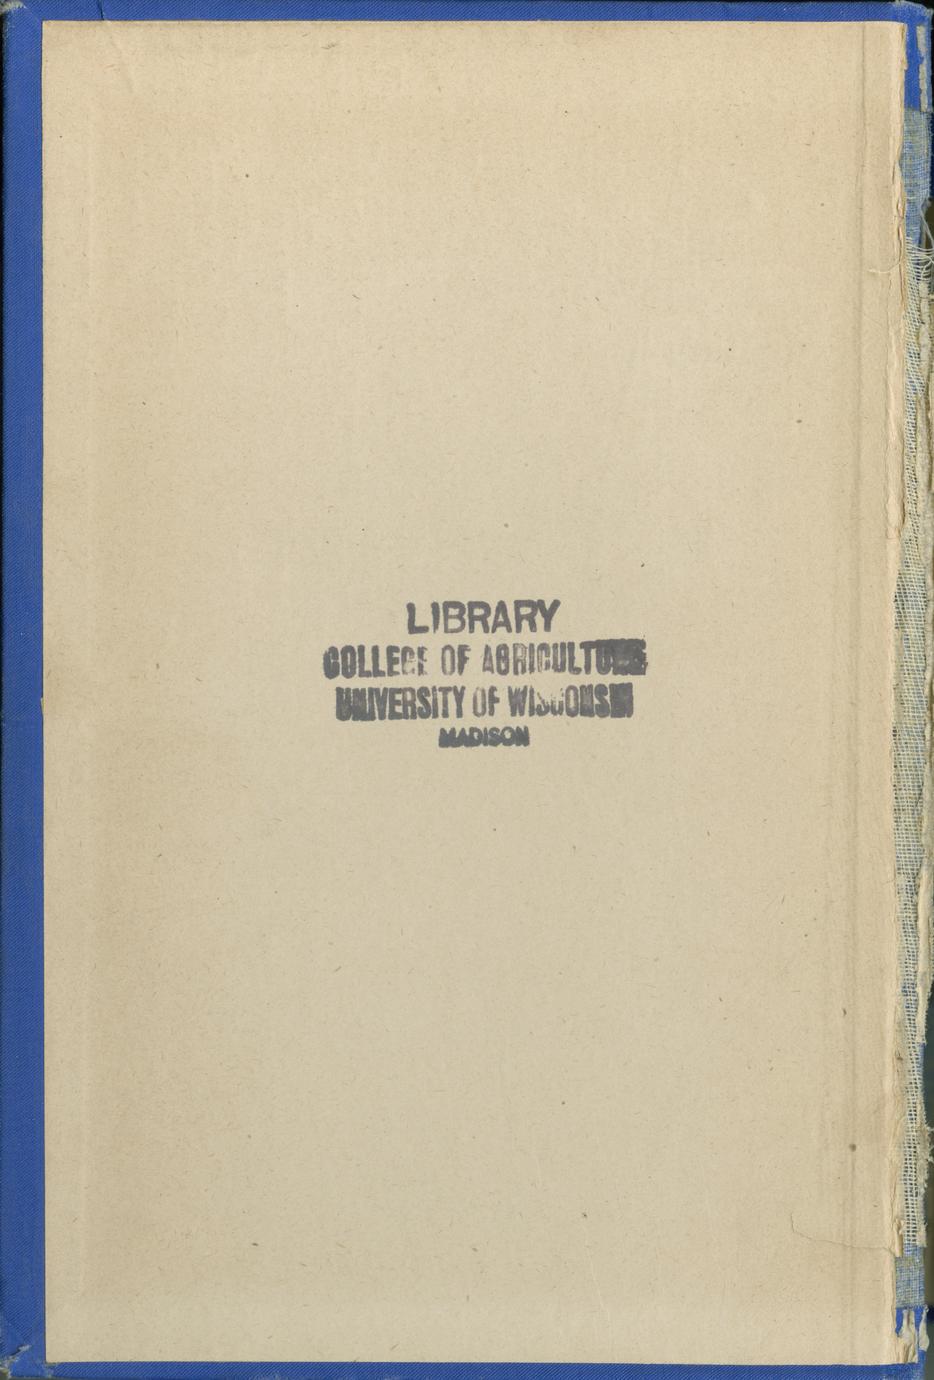 LIBRARY
COLLEGE OF AGRICULTURE
UNIVERSITY OF WISCONSIN
MADISON